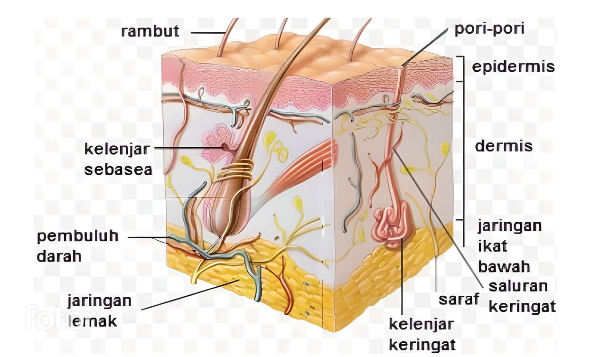 rambut
pori-pori
epidermis
kelenjar
sebasea
dermis
pembuluh
darah
jaringan
ikat
bawah
saluran
keringat
saraf
jaringan
lemak
kelenjar
keringat